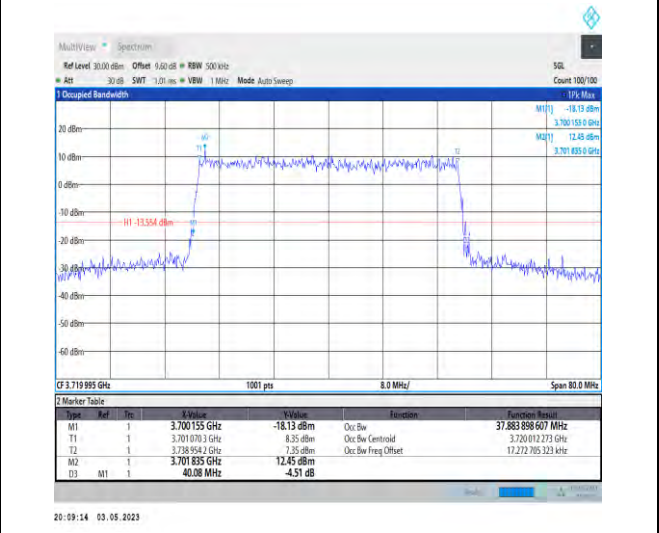 MultiView Spectrum
Ref Level 30.00 dBm Offset 9.60 dB RBW 500 kHz SGL
Att 30 dB SWT 1.01 ms VBW 1 MHz Mode Auto Sweep Count 100/100
1 Occupied Bandwidth 1Pk Max
M1[1] -18.13 dBm
3.700 155 0 GHz
M2[1] 12.45 dBm
3.701 835 0 GHz
20 dBm
M2
T1 T2
10 dBm
0 dBm
-10 dBm
H1 -13.554 dBm
M1
-20 dBm
-30 dBm
-40 dBm
-50 dBm
-60 dBm
CF 3.719 995 GHz 1001 pts 8.0 MHz/ Span 80.0 MHz
2 Marker Table
Type Ref Trc X-Value Y-Value Function Function Result
M1 1 3.700 155 GHz -18.13 dBm Occ Bw 37.883 898 607 MHz
T1 1 3.701 070 3 GHz 8.35 dBm Occ Bw Centroid 3.720 012 273 GHz
T2 1 3.738 954 2 GHz 7.35 dBm Occ Bw Freq Offset 17.272 705 323 kHz
M2 1 3.701 835 GHz 12.45 dBm
D3 M1 1 40.08 MHz -4.51 dB
20:09:14 03.05.2023